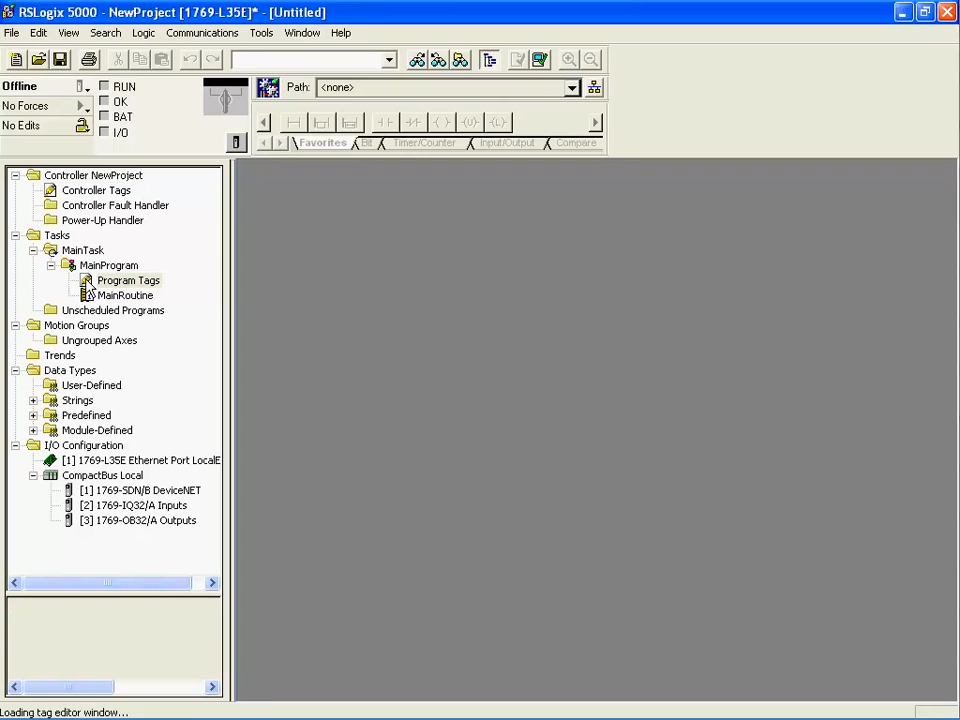 RSLogix 5000 - NewProject [1769-L35E]* - [Untitled]
File Edit View Search Logic Communications Tools Window Help
Offline
RUN
No Forces
OK
No Edits
BAT
I/O
Path: <none>
Favorites Bit Timer/Counter Input/Output Compare
Controller NewProject
Controller Tags
Controller Fault Handler
Power-Up Handler
Tasks
MainTask
MainProgram
Program Tags
MainRoutine
Unscheduled Programs
Motion Groups
Ungrouped Axes
Trends
Data Types
User-Defined
Strings
Predefined
Module-Defined
I/O Configuration
[1] 1769-L35E Ethernet Port LocalE
CompactBus Local
[1] 1769-SDN/B DeviceNET
[2] 1769-IQ32/A Inputs
[3] 1769-OB32/A Outputs
Loading tag editor window...